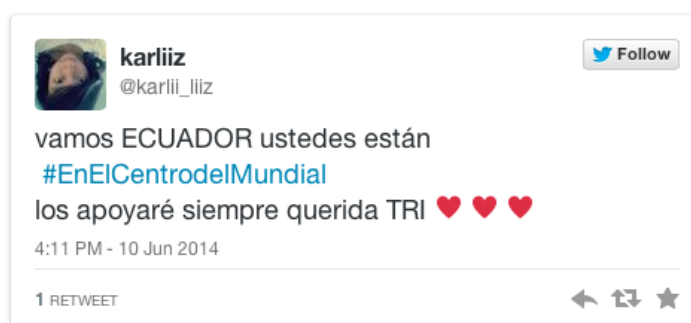 karliiz
@karlii_liiz
Follow
vamos ECUADOR ustedes están
#EnElCentrodelMundial
los apoyaré siempre querida TRI ♥ ♥ ♥
4:11 PM - 10 Jun 2014
1 RETWEET